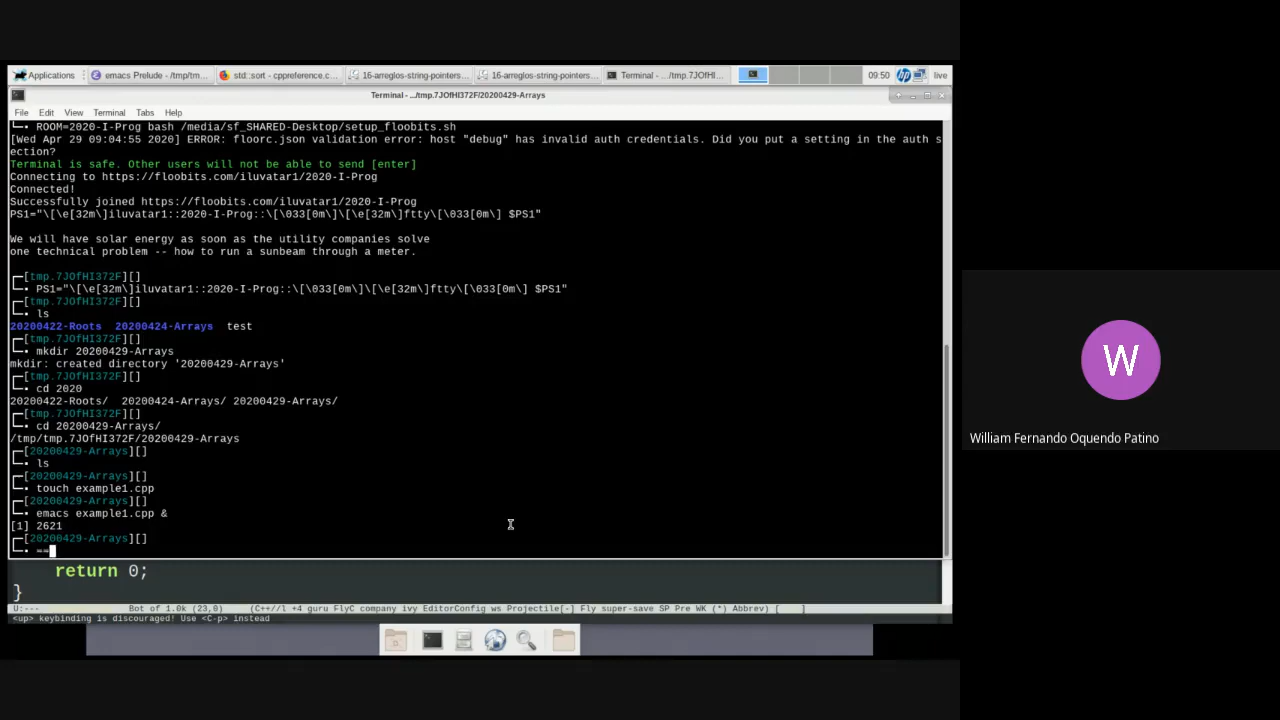 Applications
emacs Prelude - /tmp/tm...
std::sort - cppreference.c...
16-arreglos-string-pointers...
16-arreglos-string-pointers...
Terminal - .../tmp.7JOfHI...
09:50
live
Terminal - .../tmp.7JOfHI372F/20200429-Arrays
File Edit View Terminal Tabs Help
└─• ROOM=2020-I-Prog bash /media/sf_SHARED-Desktop/setup_floobits.sh
[Wed Apr 29 09:04:55 2020] ERROR: floorc.json validation error: host "debug" has invalid auth credentials. Did you put a setting in the auth s
ection?
Terminal is safe. Other users will not be able to send [enter]
Connecting to https://floobits.com/iluvatar1/2020-I-Prog
Connected!
Successfully joined https://floobits.com/iluvatar1/2020-I-Prog
PS1="\[\e[32m\]iluvatar1::2020-I-Prog::\[\033[0m\]\[\e[32m\]ftty\[\033[0m\] $PS1"
We will have solar energy as soon as the utility companies solve
one technical problem -- how to run a sunbeam through a meter.
┌─[tmp.7JOfHI372F][]
└─• PS1="\[\e[32m\]iluvatar1::2020-I-Prog::\[\033[0m\]\[\e[32m\]ftty\[\033[0m\] $PS1"
┌─[tmp.7JOfHI372F][]
└─• ls
20200422-Roots  20200424-Arrays  test
┌─[tmp.7JOfHI372F][]
└─• mkdir 20200429-Arrays
mkdir: created directory '20200429-Arrays'
┌─[tmp.7JOfHI372F][]
└─• cd 2020
20200422-Roots/  20200424-Arrays/ 20200429-Arrays/
┌─[tmp.7JOfHI372F][]
└─• cd 20200429-Arrays/
/tmp/tmp.7JOfHI372F/20200429-Arrays
┌─[20200429-Arrays][]
└─• ls
┌─[20200429-Arrays][]
└─• touch example1.cpp
┌─[20200429-Arrays][]
└─• emacs example1.cpp &
[1] 2621
┌─[20200429-Arrays][]
└─• ==
return 0;
}
U:--- Bot of 1.0k (23,0) (C++//l +4 guru FlyC company ivy EditorConfig ws Projectile[-] Fly super-save SP Pre WK (*) Abbrev) [ ]
<up> keybinding is discouraged! Use <C-p> instead
W
William Fernando Oquendo Patino